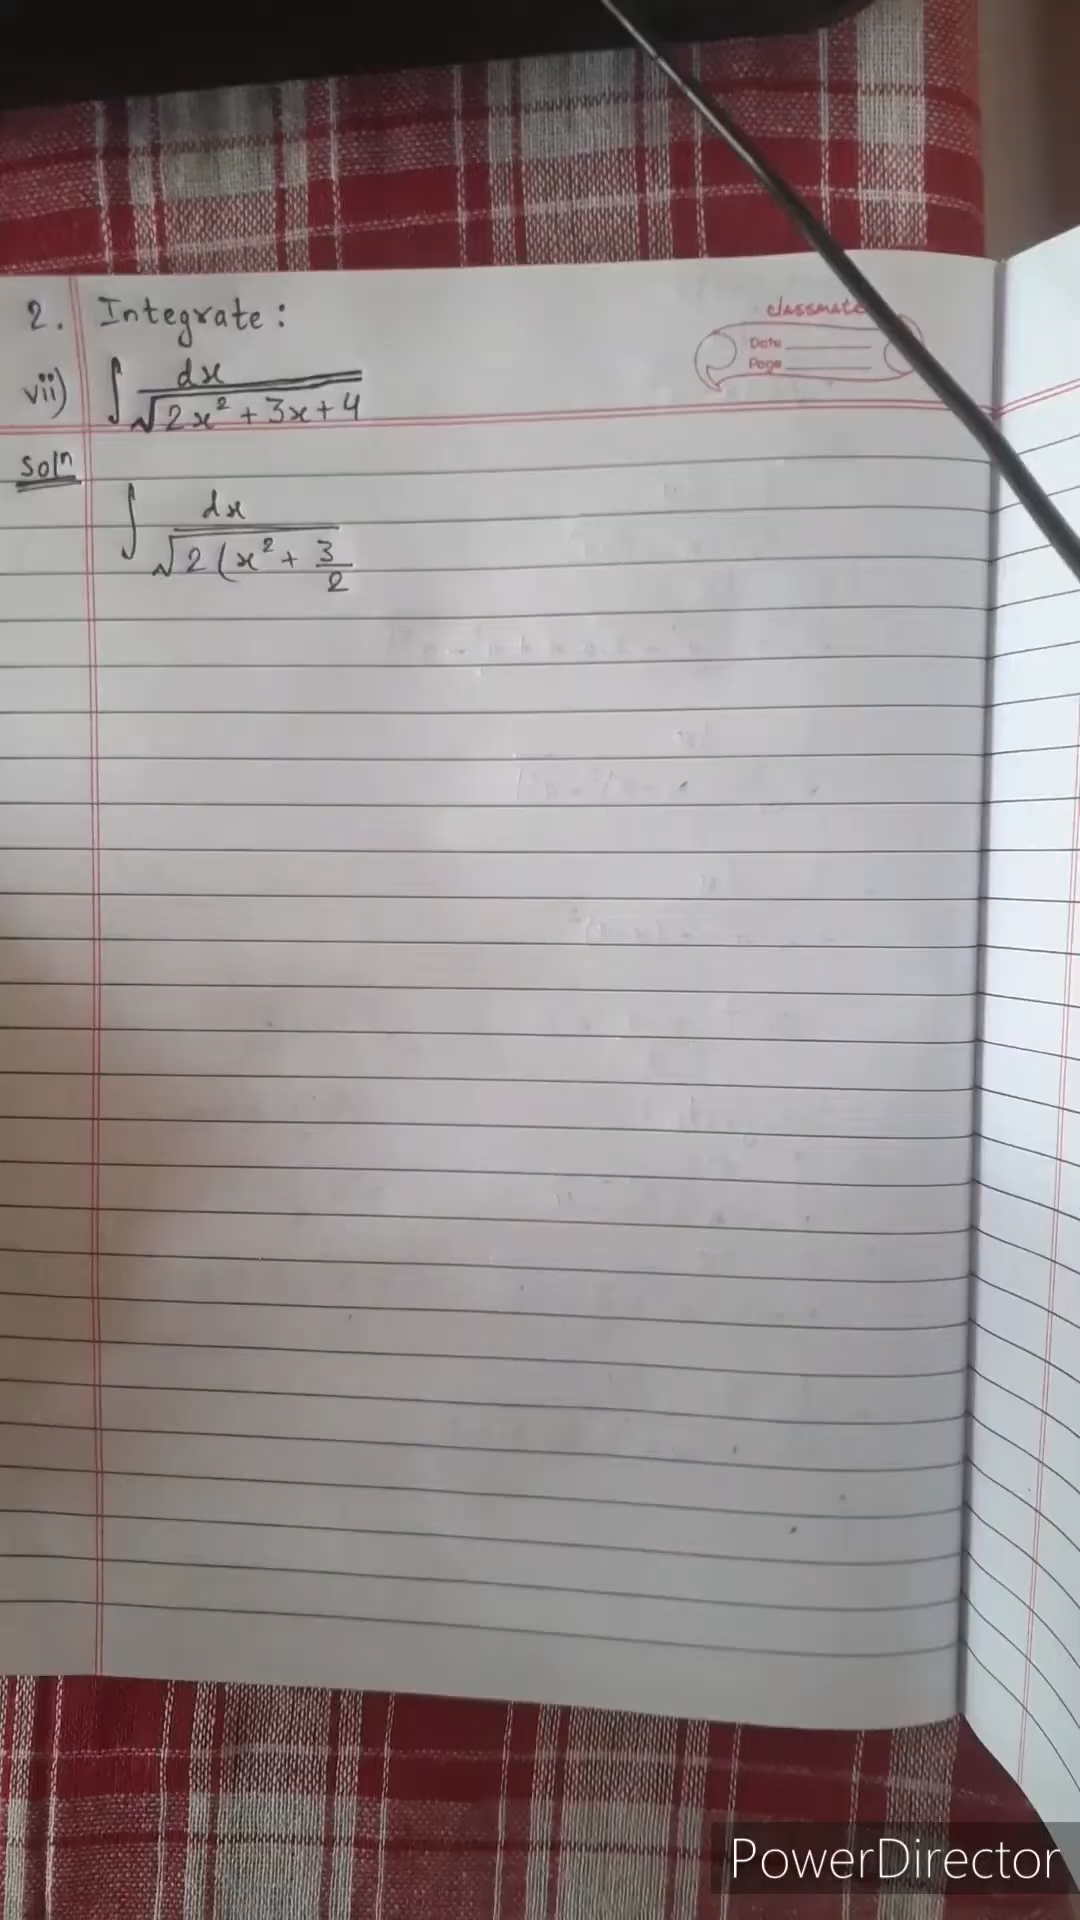 2. Integrate:
classmate
Date
Page
vii) ∫ dx / √2x² + 3x + 4
Solⁿ
∫ dx / √2(x² + 3/2
PowerDirector